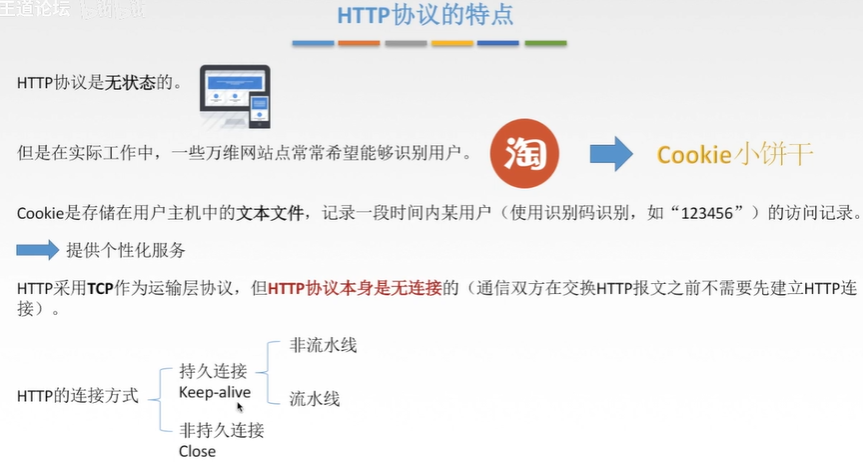 王道论坛
HTTP协议的特点
HTTP协议是无状态的。
但是在实际工作中，一些万维网站点常常希望能够识别用户。
淘
Cookie小饼干
Cookie是存储在用户主机中的文本文件，记录一段时间内某用户（使用识别码识别，如“123456”）的访问记录。
提供个性化服务
HTTP采用TCP作为运输层协议，但HTTP协议本身是无连接的（通信双方在交换HTTP报文之前不需要先建立HTTP连
接）。
非流水线
持久连接
Keep-alive
HTTP的连接方式
流水线
非持久连接
Close